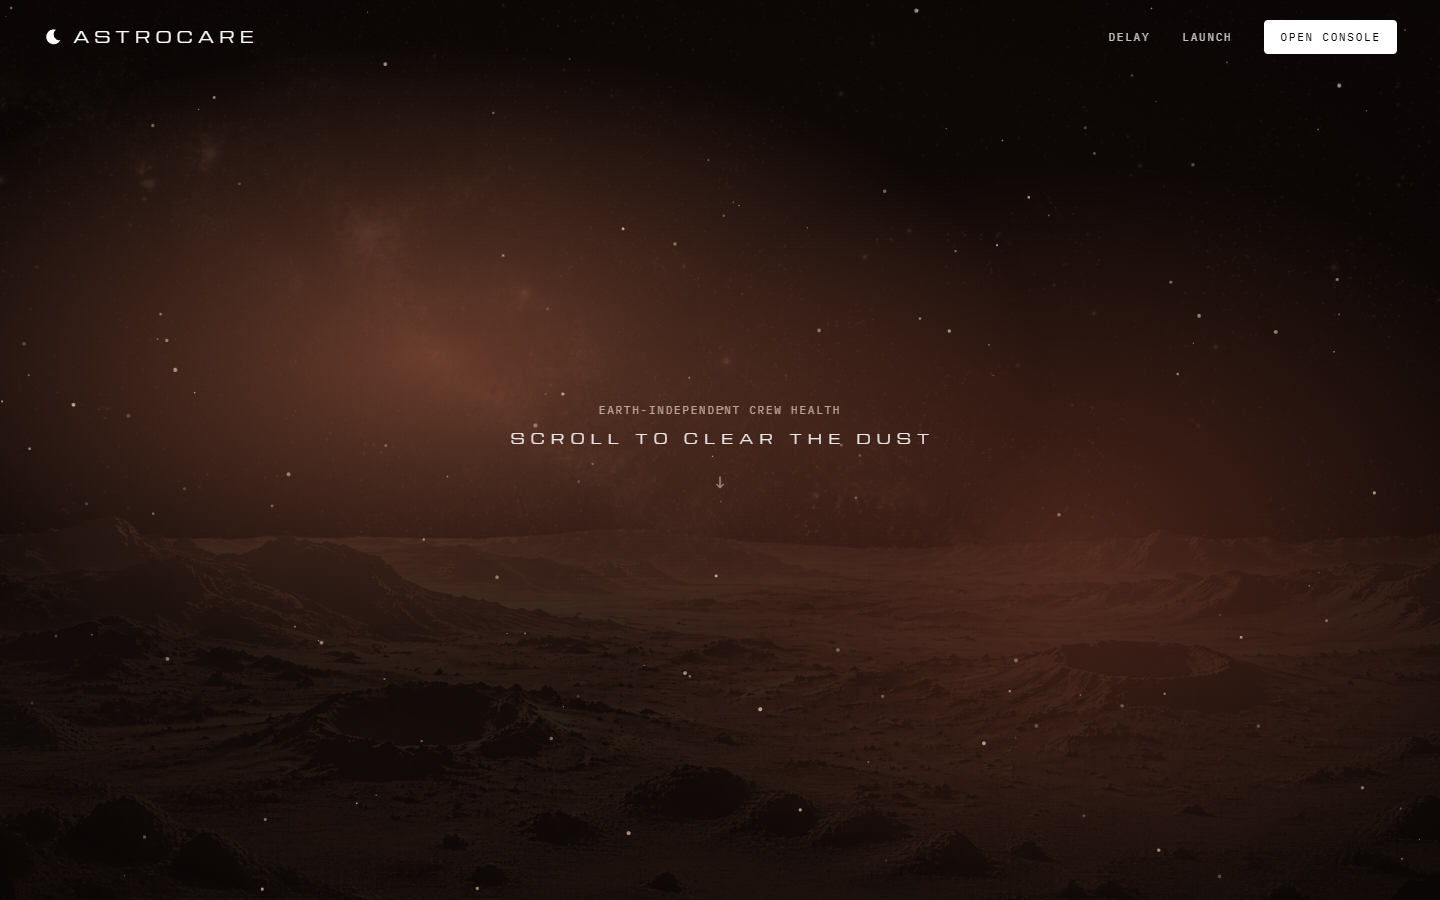 ASTROCARE
DELAY
LAUNCH
OPEN CONSOLE
EARTH-INDEPENDENT CREW HEALTH
SCROLL TO CLEAR THE DUST